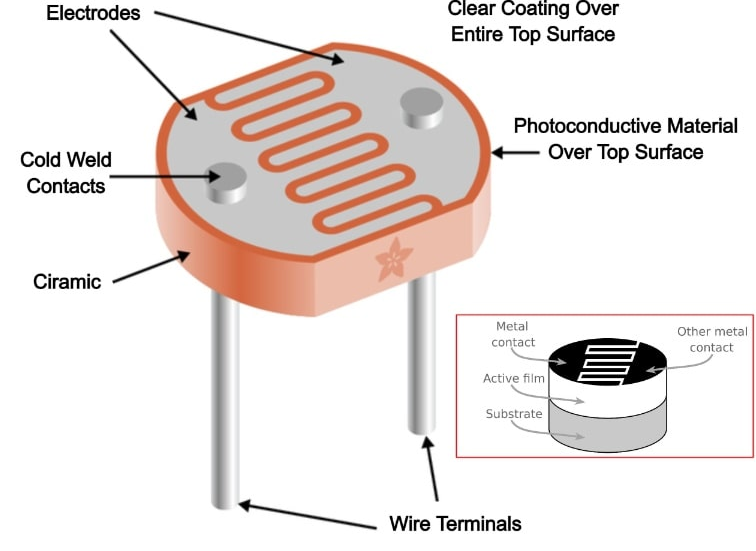 Electrodes
Clear Coating Over
Entire Top Surface
Photoconductive Material
Over Top Surface
Cold Weld
Contacts
Ciramic
Metal
contact
Other metal
contact
Active film
Substrate
Wire Terminals